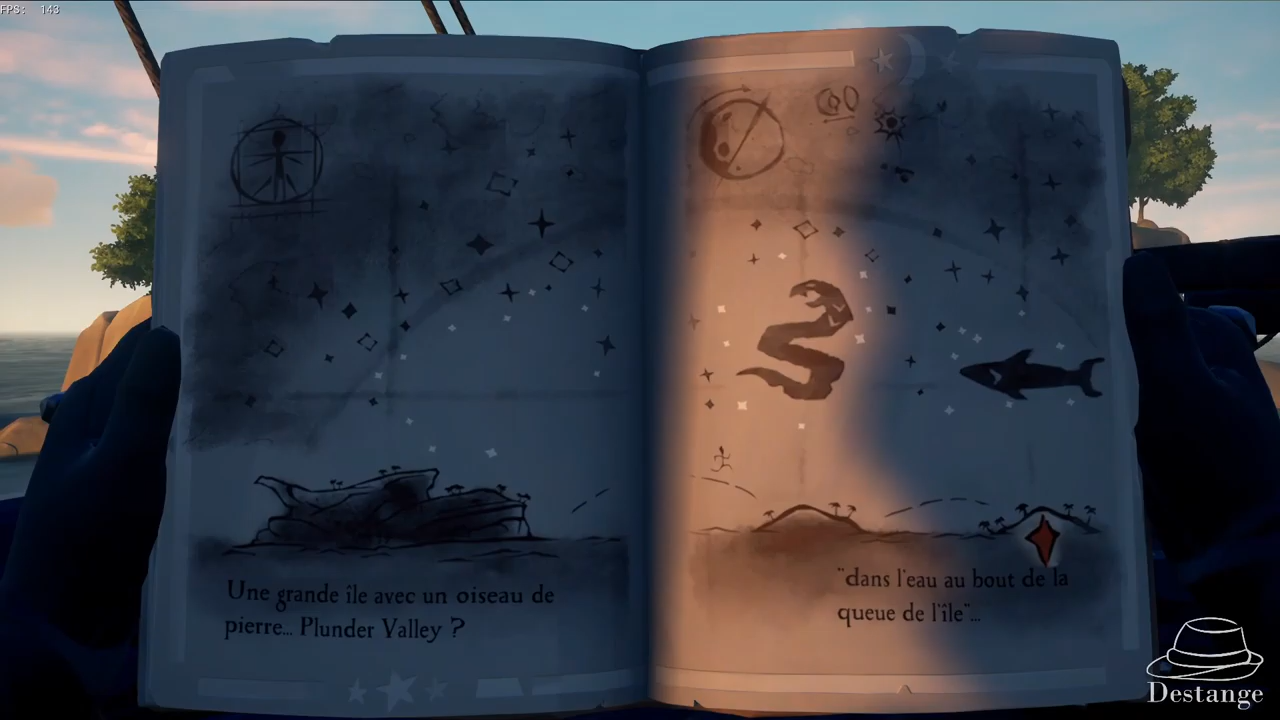 FPS: 143
Une grande île avec un oiseau de
pierre... Plunder Valley ?
"dans l'eau au bout de la
queue de l'île"...
Destange